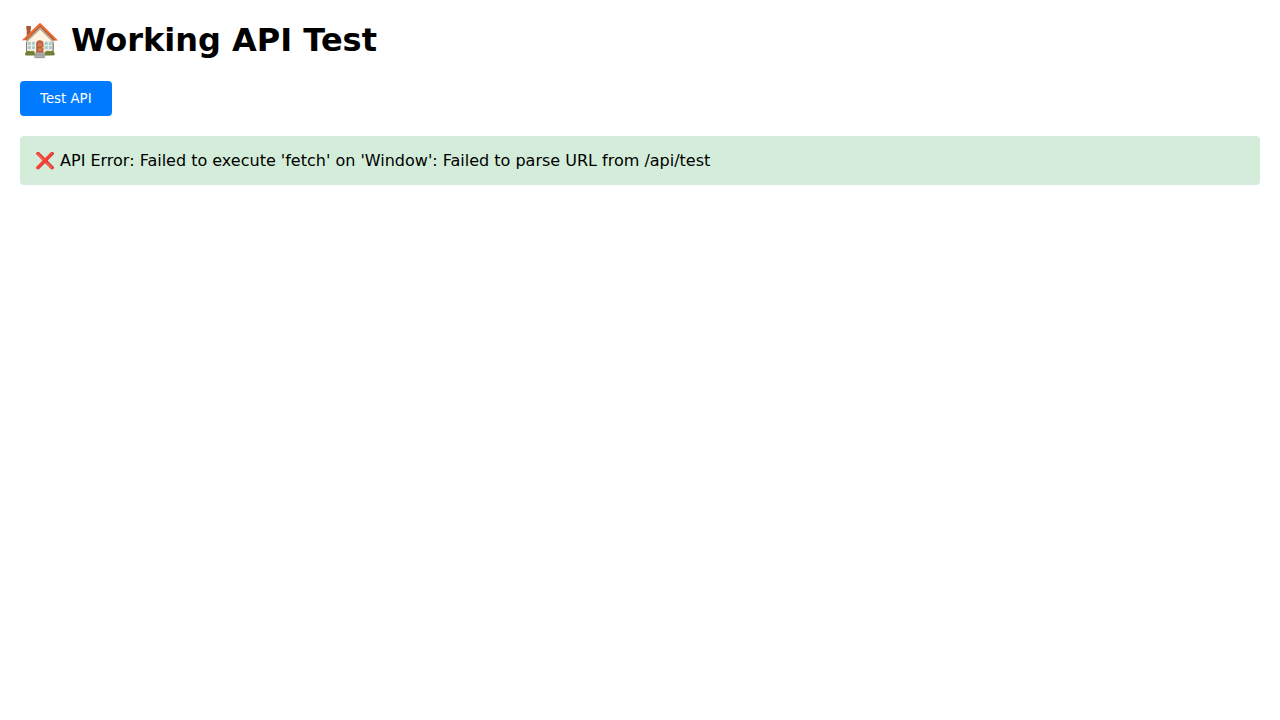 🏠 Working API Test
Test API
❌ API Error: Failed to execute 'fetch' on 'Window': Failed to parse URL from /api/test